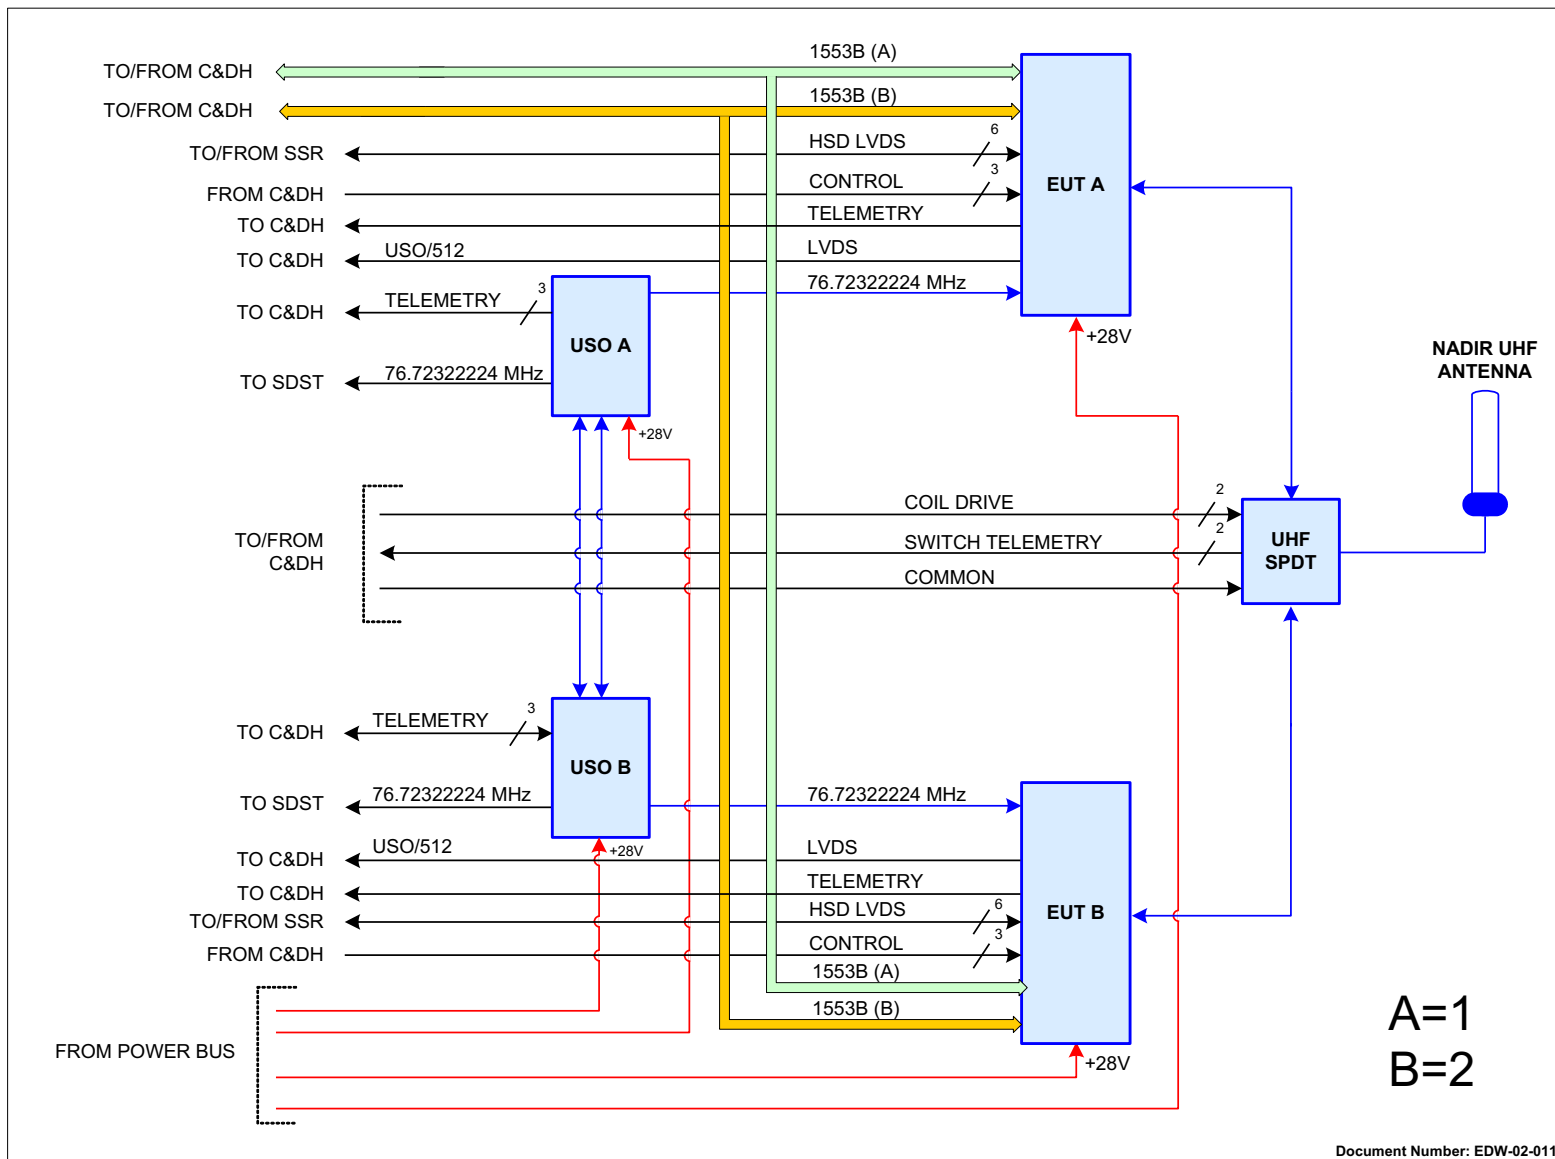 1553B (A)
TO/FROM C&DH
1553B (B)
TO/FROM C&DH
6
TO/FROM SSR
HSD LVDS
3
FROM C&DH
CONTROL
EUT A
TO C&DH
TELEMETRY
TO C&DH
USO/512
LVDS
76.72322224 MHz
TO C&DH
TELEMETRY
3
USO A
+28V
NADIR UHF
ANTENNA
TO SDST
76.72322224 MHz
+28V
COIL DRIVE
2
TO/FROM
C&DH
SWITCH TELEMETRY
2
UHF
SPDT
COMMON
TO C&DH
TELEMETRY
3
USO B
TO SDST
76.72322224 MHz
76.72322224 MHz
+28V
TO C&DH
USO/512
LVDS
TO C&DH
TELEMETRY
TO/FROM SSR
HSD LVDS
6
EUT B
FROM C&DH
CONTROL
3
1553B (A)
1553B (B)
FROM POWER BUS
+28V
A=1
B=2
Document Number: EDW-02-011